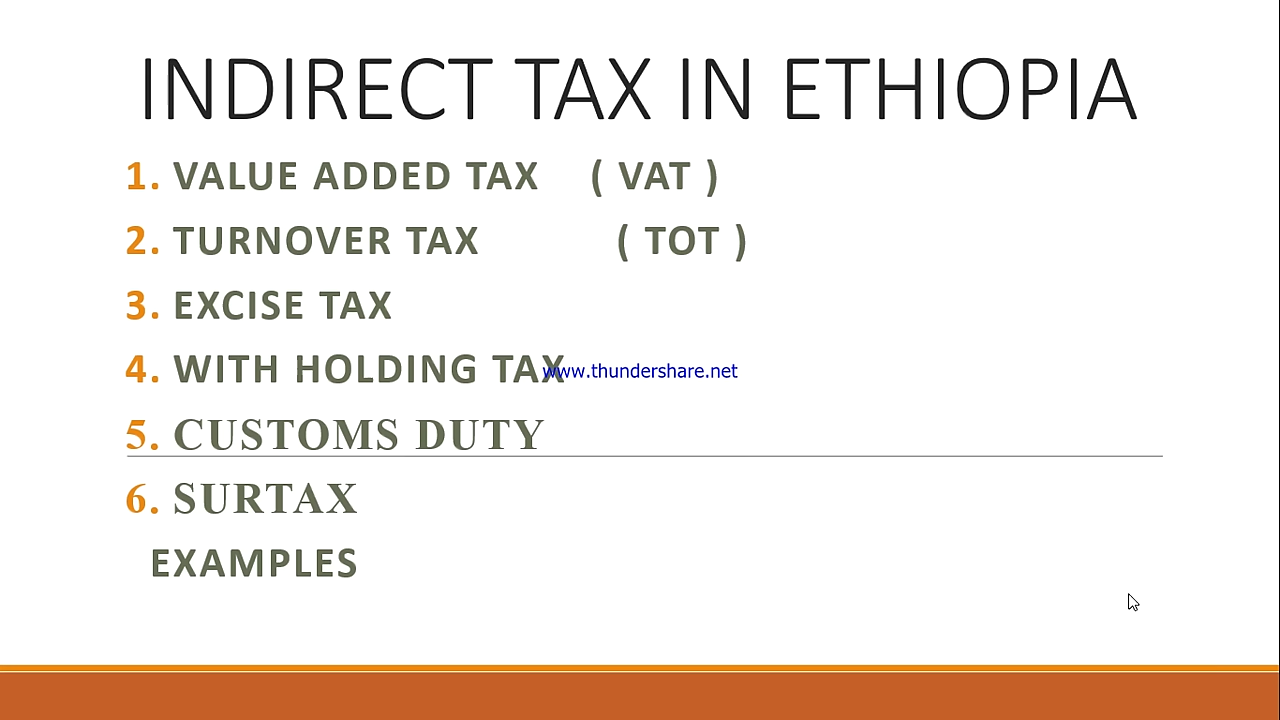 INDIRECT TAX IN ETHIOPIA
1. VALUE ADDED TAX ( VAT )
2. TURNOVER TAX ( TOT )
3. EXCISE TAX
4. WITH HOLDING TAX
www.thundershare.net
5. CUSTOMS DUTY
6. SURTAX
EXAMPLES